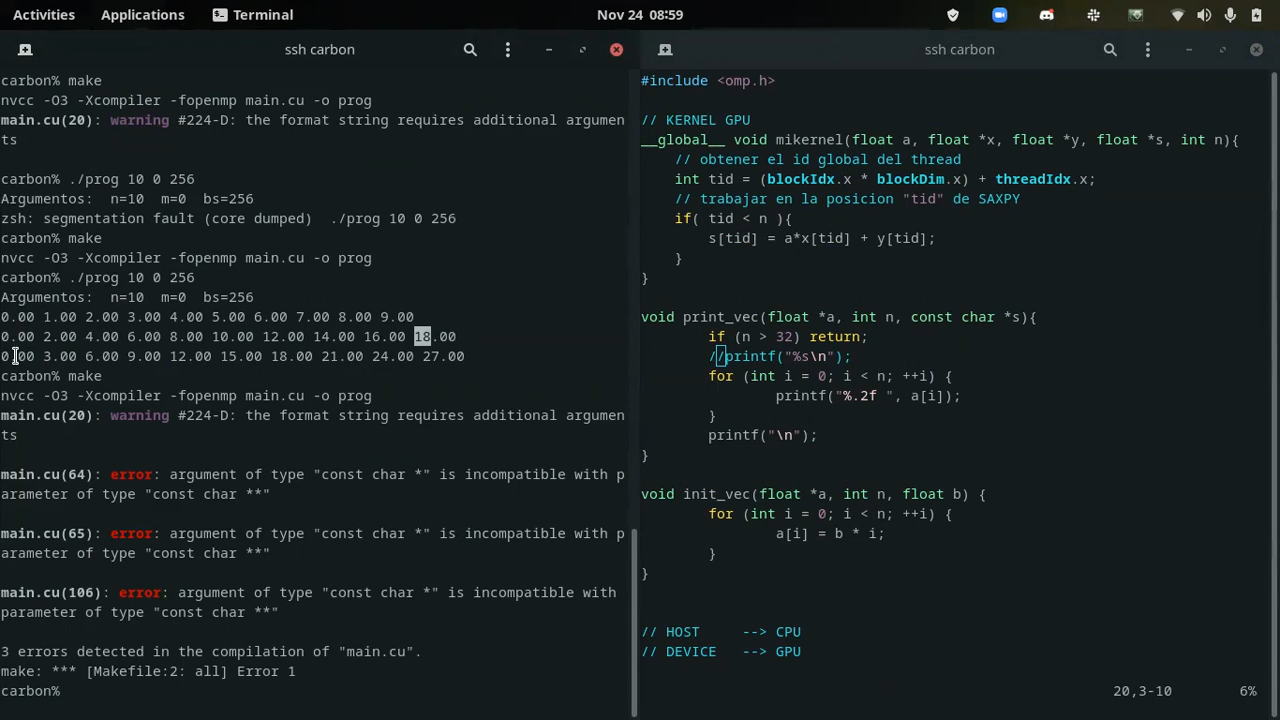 Activities Applications Terminal Nov 24 08:59
ssh carbon
carbon% make
nvcc -O3 -Xcompiler -fopenmp main.cu -o prog
main.cu(20): warning #224-D: the format string requires additional argumen
ts
carbon% ./prog 10 0 256
Argumentos:  n=10  m=0  bs=256
zsh: segmentation fault (core dumped)  ./prog 10 0 256
carbon% make
nvcc -O3 -Xcompiler -fopenmp main.cu -o prog
carbon% ./prog 10 0 256
Argumentos:  n=10  m=0  bs=256
0.00 1.00 2.00 3.00 4.00 5.00 6.00 7.00 8.00 9.00
0.00 2.00 4.00 6.00 8.00 10.00 12.00 14.00 16.00 18.00
0.00 3.00 6.00 9.00 12.00 15.00 18.00 21.00 24.00 27.00
carbon% make
nvcc -O3 -Xcompiler -fopenmp main.cu -o prog
main.cu(20): warning #224-D: the format string requires additional argumen
ts
main.cu(64): error: argument of type "const char *" is incompatible with p
arameter of type "const char **"
main.cu(65): error: argument of type "const char *" is incompatible with p
arameter of type "const char **"
main.cu(106): error: argument of type "const char *" is incompatible with
parameter of type "const char **"
3 errors detected in the compilation of "main.cu".
make: *** [Makefile:2: all] Error 1
carbon%
ssh carbon
#include <omp.h>
// KERNEL GPU
__global__ void mikernel(float a, float *x, float *y, float *s, int n){
    // obtener el id global del thread
    int tid = (blockIdx.x * blockDim.x) + threadIdx.x;
    // trabajar en la posicion "tid" de SAXPY
    if( tid < n ){
        s[tid] = a*x[tid] + y[tid];
    }
}
void print_vec(float *a, int n, const char *s){
        if (n > 32) return;
        //printf("%s\n");
        for (int i = 0; i < n; ++i) {
                printf("%.2f ", a[i]);
        }
        printf("\n");
}
void init_vec(float *a, int n, float b) {
        for (int i = 0; i < n; ++i) {
                a[i] = b * i;
        }
}
// HOST     --> CPU
// DEVICE   --> GPU
20,3-10 6%